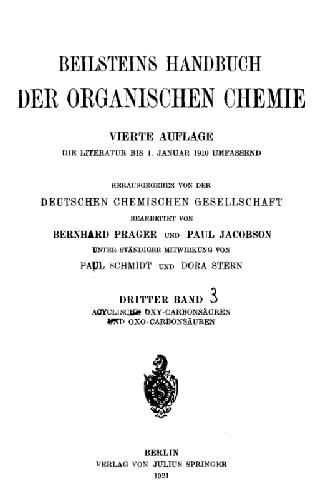 BEILSTEINS HANDBUCH
DER ORGANISCHEN CHEMIE
VIERTE AUFLAGE
DIE LITERATUR BIS 1. JANUAR 1910 UMFASSEND
HERAUSGEGEBEN VON DER
DEUTSCHEN CHEMISCHEN GESELLSCHAFT
BEARBEITET VON
BERNHARD PRAGER UND PAUL JACOBSON
UNTER STÄNDIGER MITWIRKUNG VON
PAUL SCHMIDT UND DORA STERN
DRITTER BAND 3
ACYCLISCHE OXY-CARBONSÄUREN
UND OXO-CARBONSÄUREN
BERLIN
VERLAG VON JULIUS SPRINGER
1921